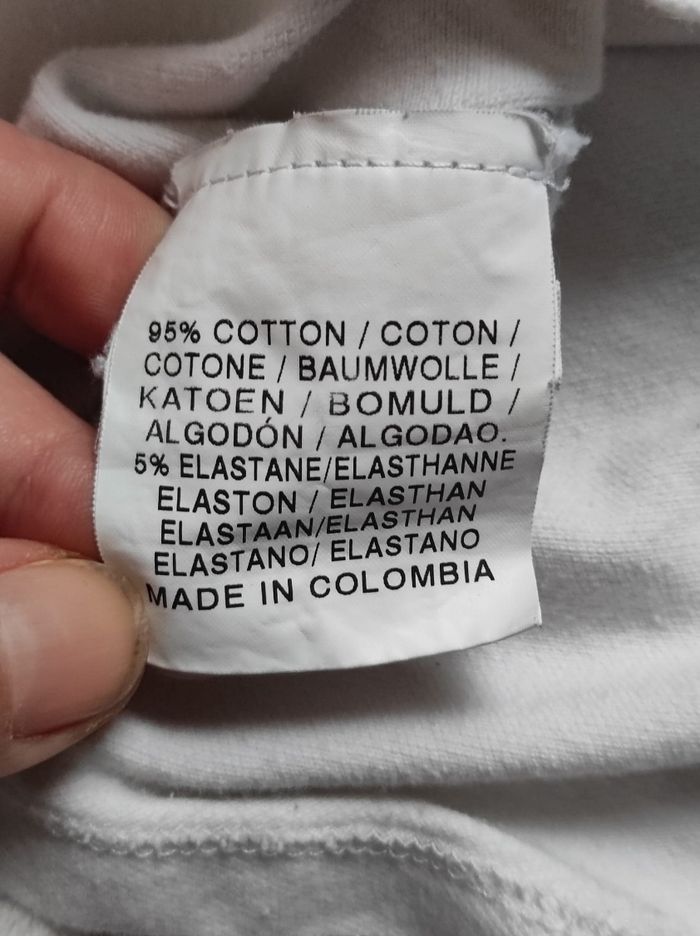 95% COTTON / COTON /
COTONE / BAUMWOLLE /
KATOEN / BOMULD /
ALGODÓN / ALGODAO.
5% ELASTANE/ELASTHANNE
ELASTON / ELASTHAN
ELASTAAN/ELASTHAN
ELASTANO/ ELASTANO
MADE IN COLOMBIA